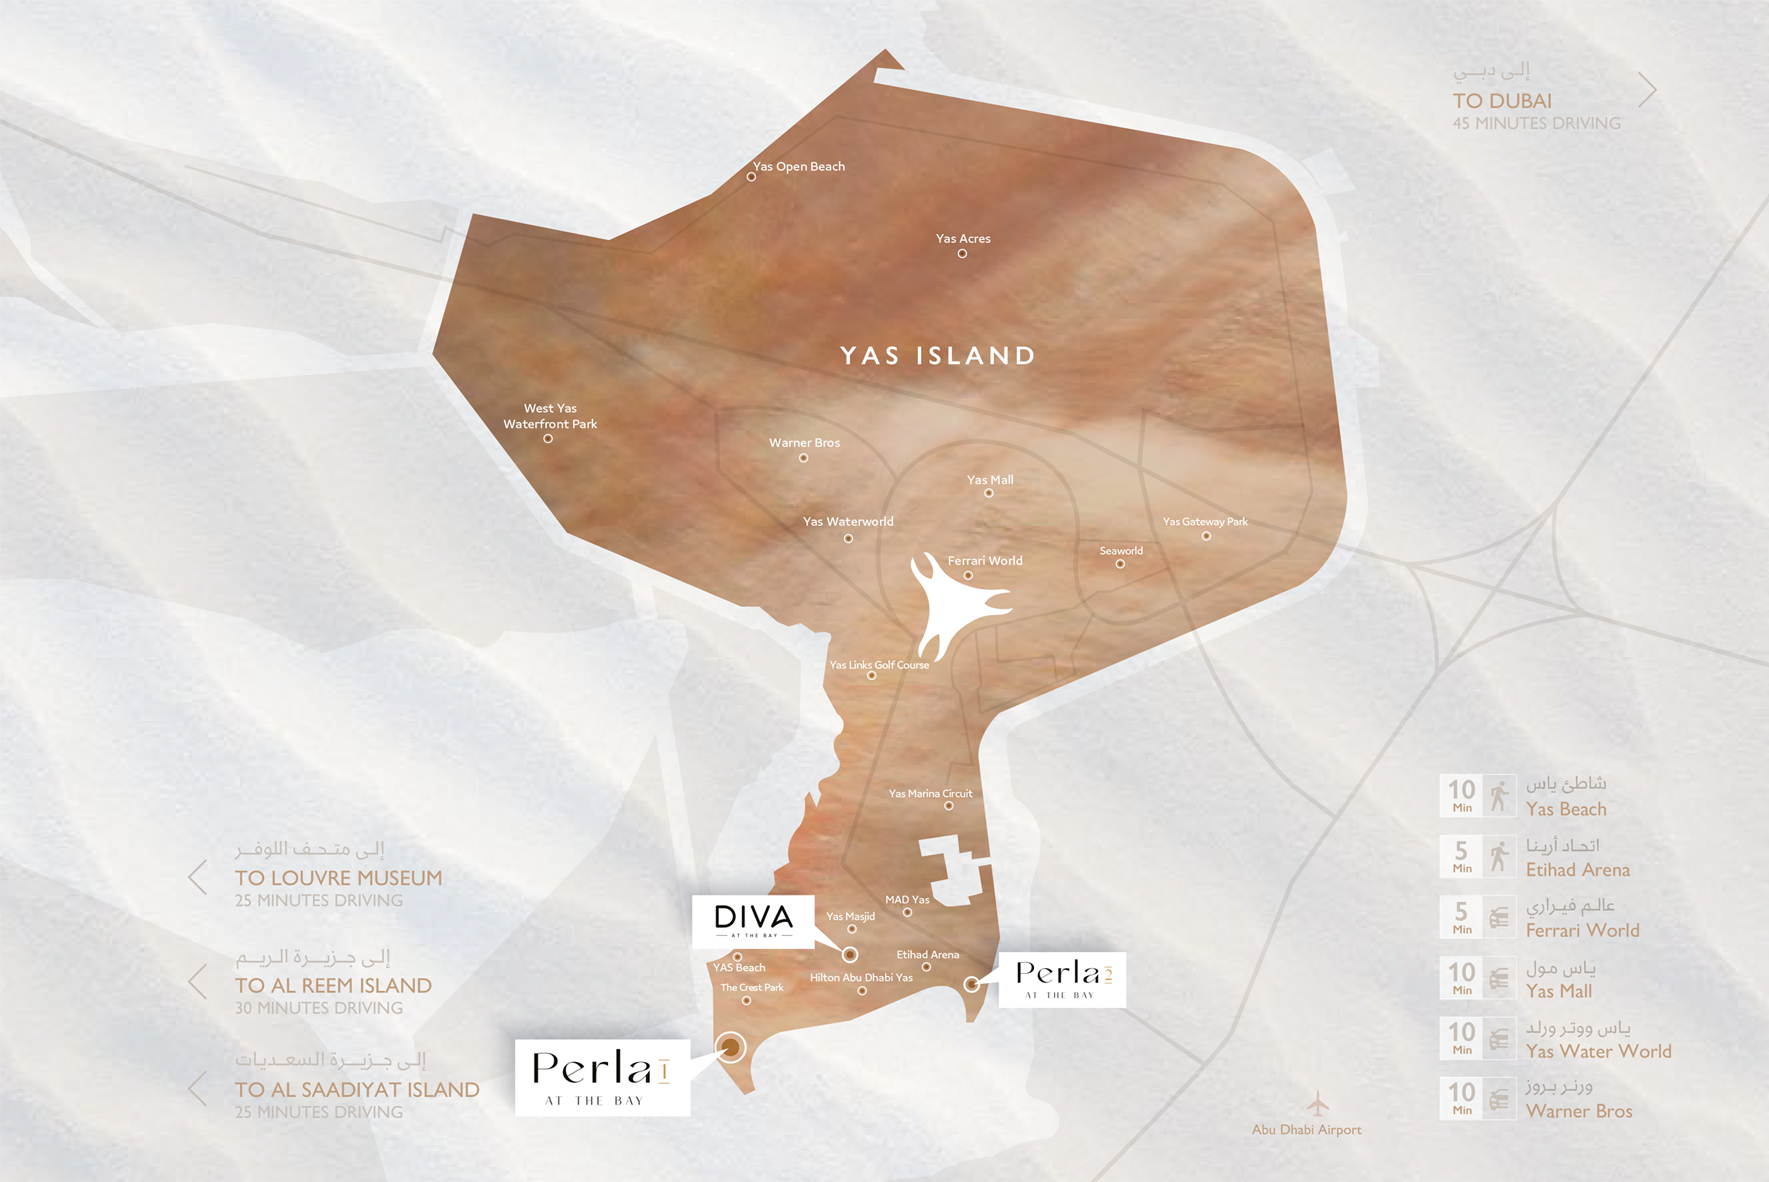 إلى دبـــي
TO DUBAI
45 MINUTES DRIVING
Yas Open Beach
Yas Acres
YAS ISLAND
West Yas
Waterfront Park
Warner Bros
Yas Mall
Yas Waterworld
Yas Gateway Park
Seaworld
Ferrari World
Yas Links Golf Course
Yas Marina Circuit
MAD Yas
DIVA
AT THE BAY
Yas Masjid
Etihad Arena
YAS Beach
Hilton Abu Dhabi Yas
The Crest Park
Perla 2
AT THE BAY
Perla 1
AT THE BAY
إلى متحف اللوفر
TO LOUVRE MUSEUM
25 MINUTES DRIVING
إلى جزيرة الريم
TO AL REEM ISLAND
30 MINUTES DRIVING
إلى جزيرة السعديات
TO AL SAADIYAT ISLAND
25 MINUTES DRIVING
10 Min
شاطئ ياس
Yas Beach
5 Min
اتحاد أرينا
Etihad Arena
5 Min
عالم فيراري
Ferrari World
10 Min
ياس مول
Yas Mall
10 Min
ياس ووتر ورلد
Yas Water World
10 Min
ورنر بروز
Warner Bros
Abu Dhabi Airport